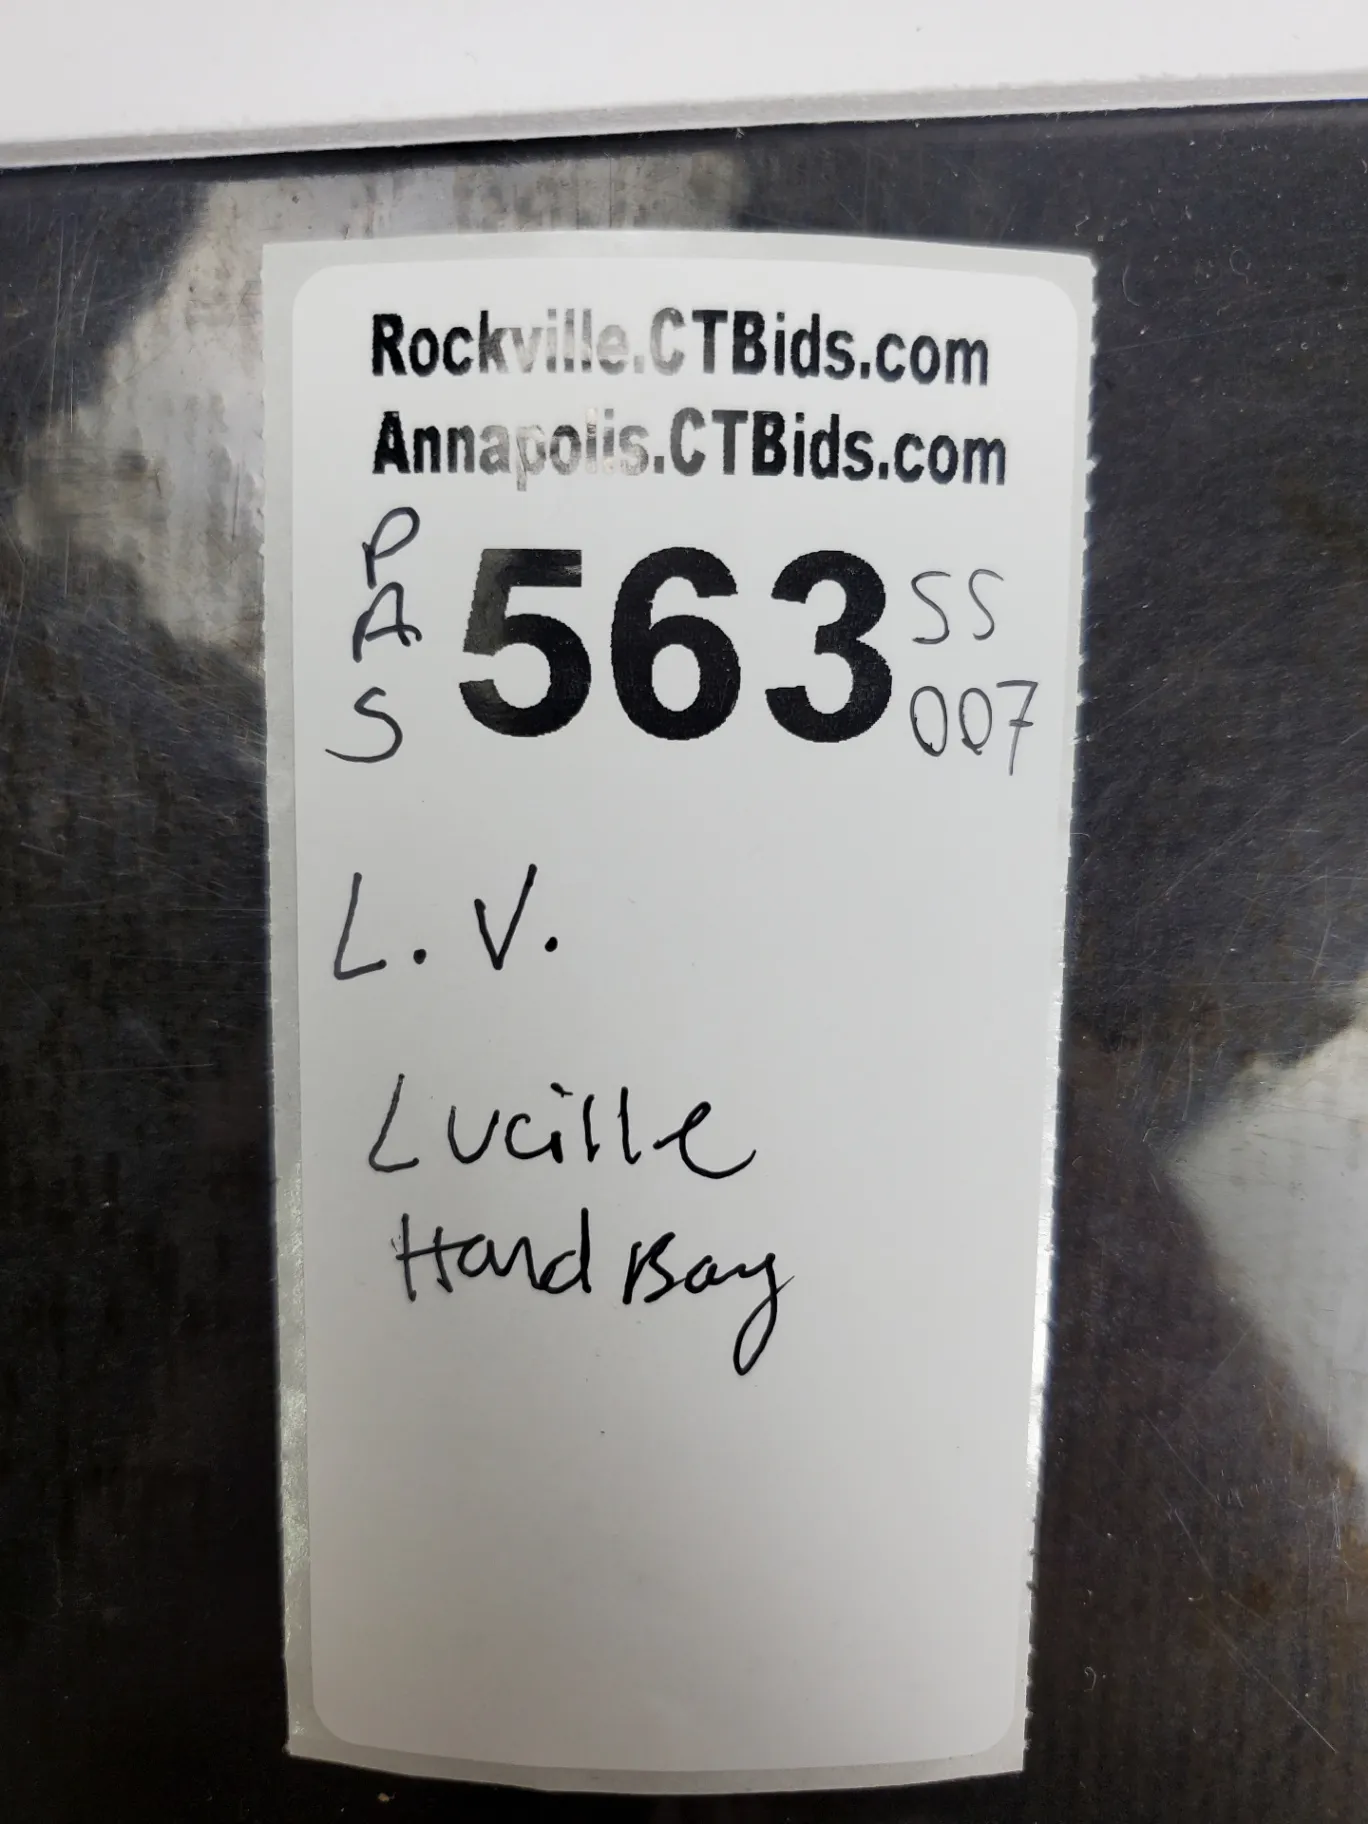 Rockville.CTBids.com
Annapolis.CTBids.com
P
A
S
563
SS
007
L. V.
Lucille
Hand Bag